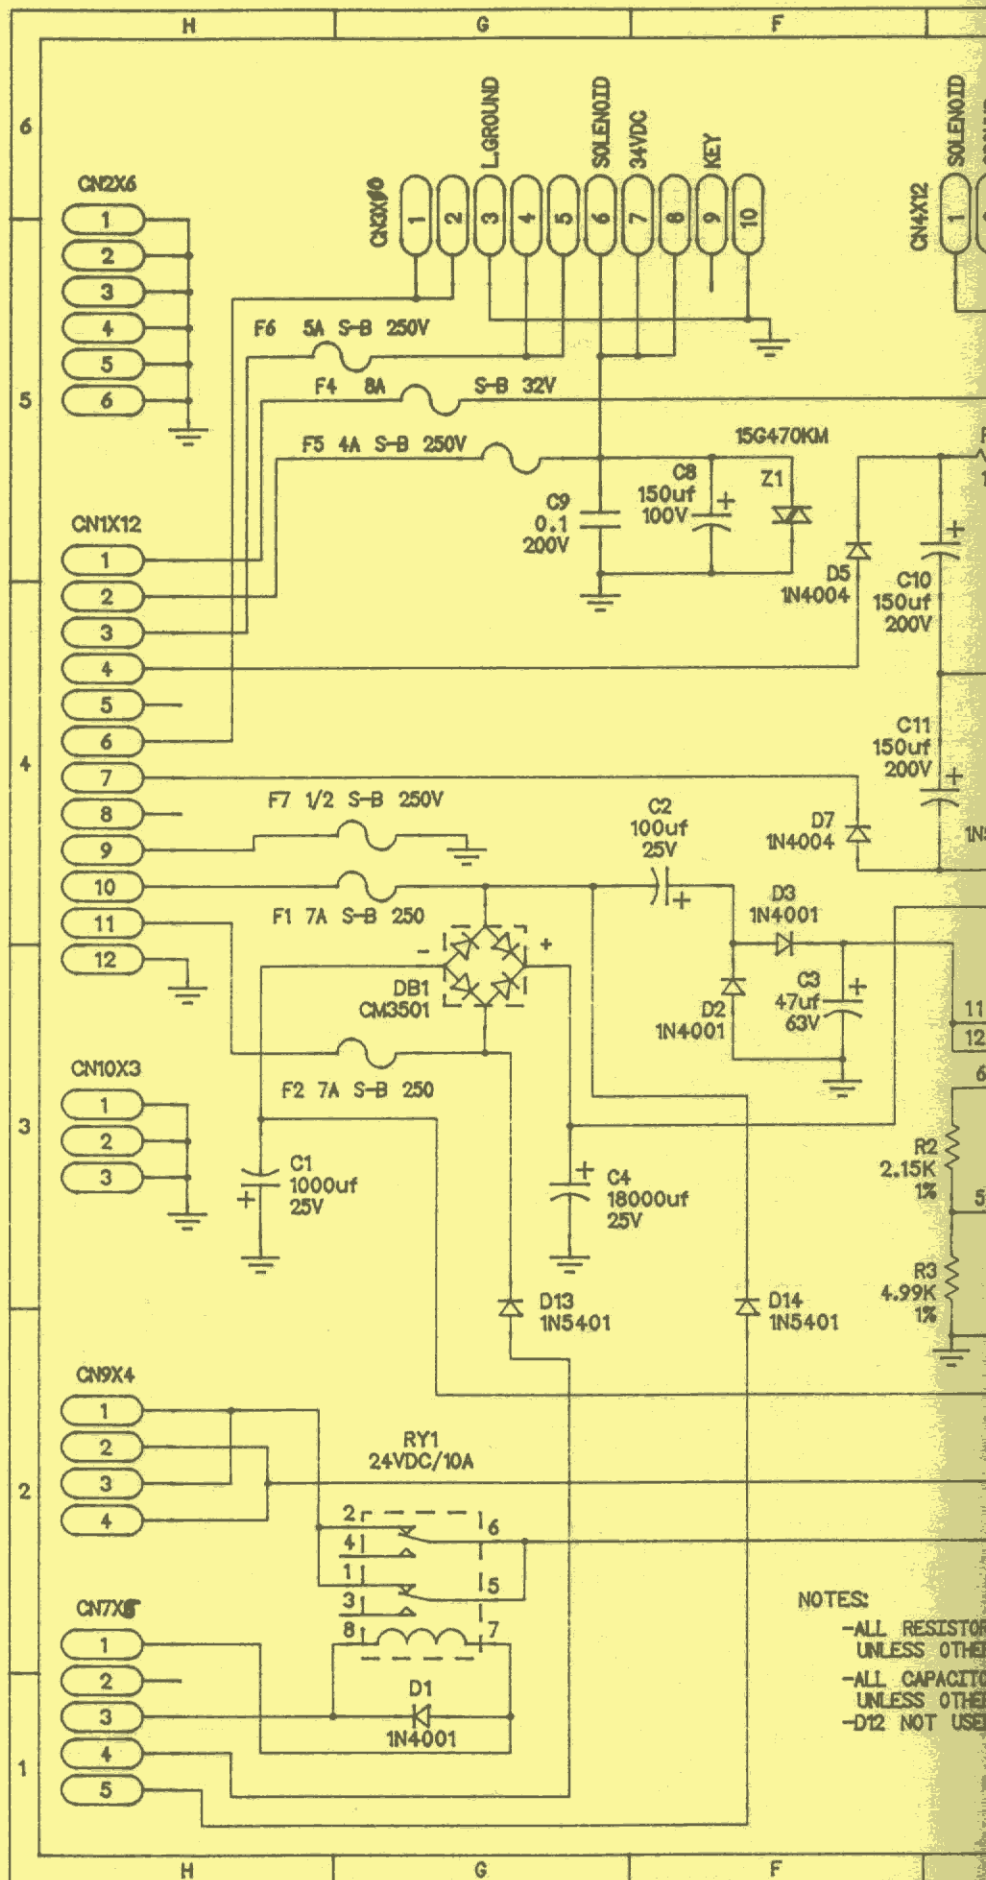 H G F
6
L.GROUND
SOLENOID
34VDC
KEY
SOLENOID
CN2X6
1
2
3
4
5
6
1 2 3 4 5 6 7 8 9 10
CN4X12
1
5
F6 5A S-B 250V
F4 8A S-B 32V
F5 4A S-B 250V
15G470KM
Z1
C8
150uf
100V
C9
0.1
200V
D5
1N4004
C10
150uf
200V
CN1X12
1
2
3
4
5
6
7
8
9
10
11
12
4
C11
150uf
200V
F7 1/2 S-B 250V
C2
100uf
25V
D7
1N4004
F1 7A S-B 250
D3
1N4001
- +
DB1
CM3501
D2
1N4001
C3
47uf
63V
11
12
6
F2 7A S-B 250
CN10X3
1
2
3
3
C1
1000uf
25V
C4
18000uf
25V
R2
2.15K
1%
5
R3
4.99K
1%
D13
1N5401
D14
1N5401
CN9X4
1
2
3
4
2
RY1
24VDC/10A
2
4
1
3
8
6
5
7
1
2
3
4
5
D1
1N4001
NOTES:
-ALL
UNLESS
-ALL
UNLESS
-D12 NOT
1
H G F